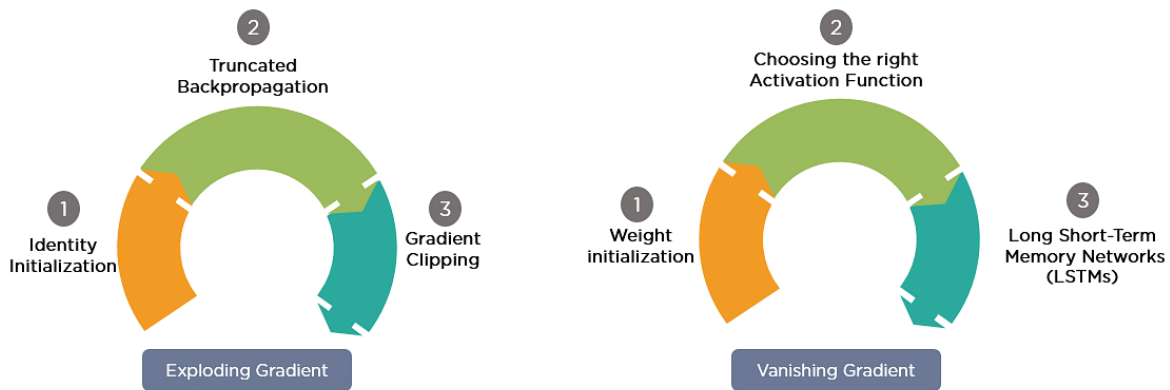 2
Truncated
Backpropagation
1
Identity
Initialization
3
Gradient
Clipping
Exploding Gradient
2
Choosing the right
Activation Function
1
Weight
initialization
3
Long Short-Term
Memory Networks
(LSTMs)
Vanishing Gradient